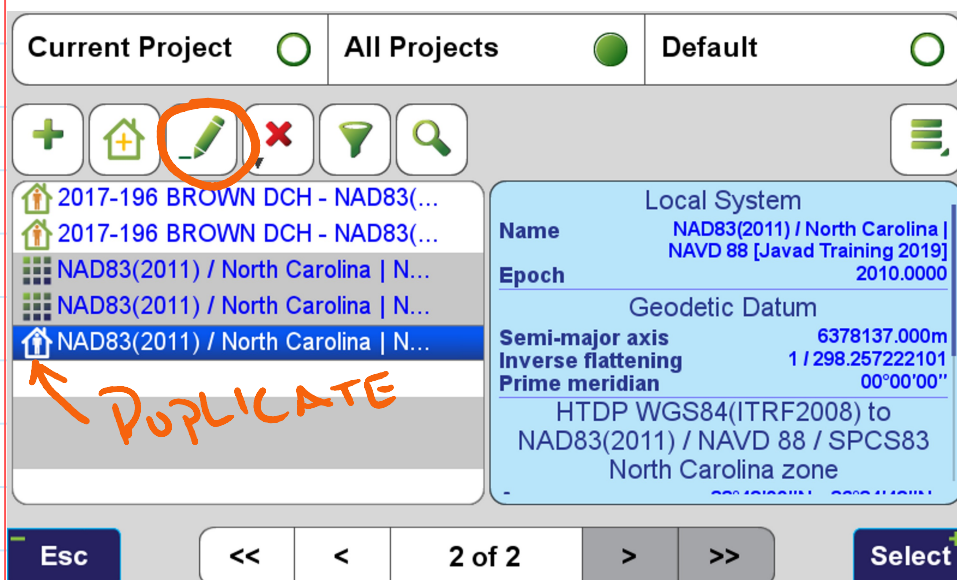 Current Project
All Projects
Default
2017-196 BROWN DCH - NAD83(...
2017-196 BROWN DCH - NAD83(...
NAD83(2011) / North Carolina | N...
NAD83(2011) / North Carolina | N...
NAD83(2011) / North Carolina | N...
DUPLICATE
Local System
Name NAD83(2011) / North Carolina |
NAVD 88 [Javad Training 2019]
Epoch 2010.0000
Geodetic Datum
Semi-major axis 6378137.000m
Inverse flattening 1 / 298.257222101
Prime meridian 00°00'00''
HTDP WGS84(ITRF2008) to
NAD83(2011) / NAVD 88 / SPCS83
North Carolina zone
Esc
<<
<
2 of 2
>
>>
Select